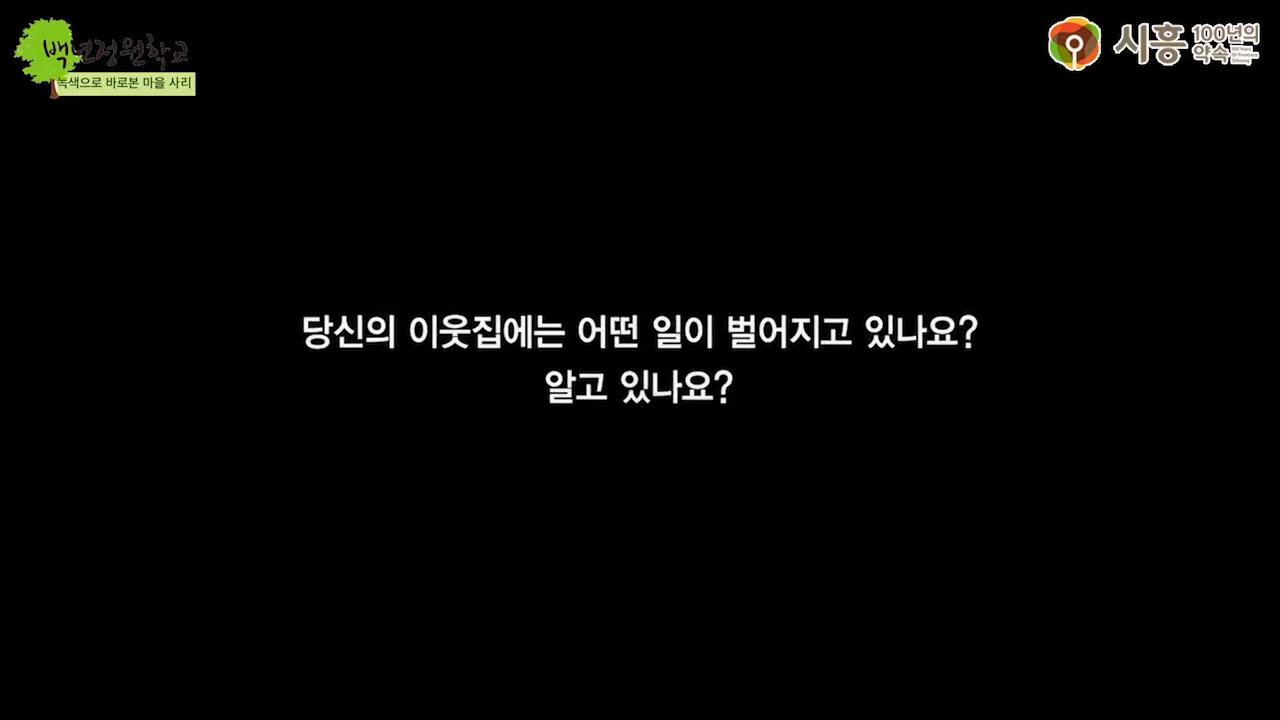 백년정원학교
녹색으로 바로본 마을 사리
시흥
100년의
약속
당신의 이웃집에는 어떤 일이 벌어지고 있나요?
알고 있나요?